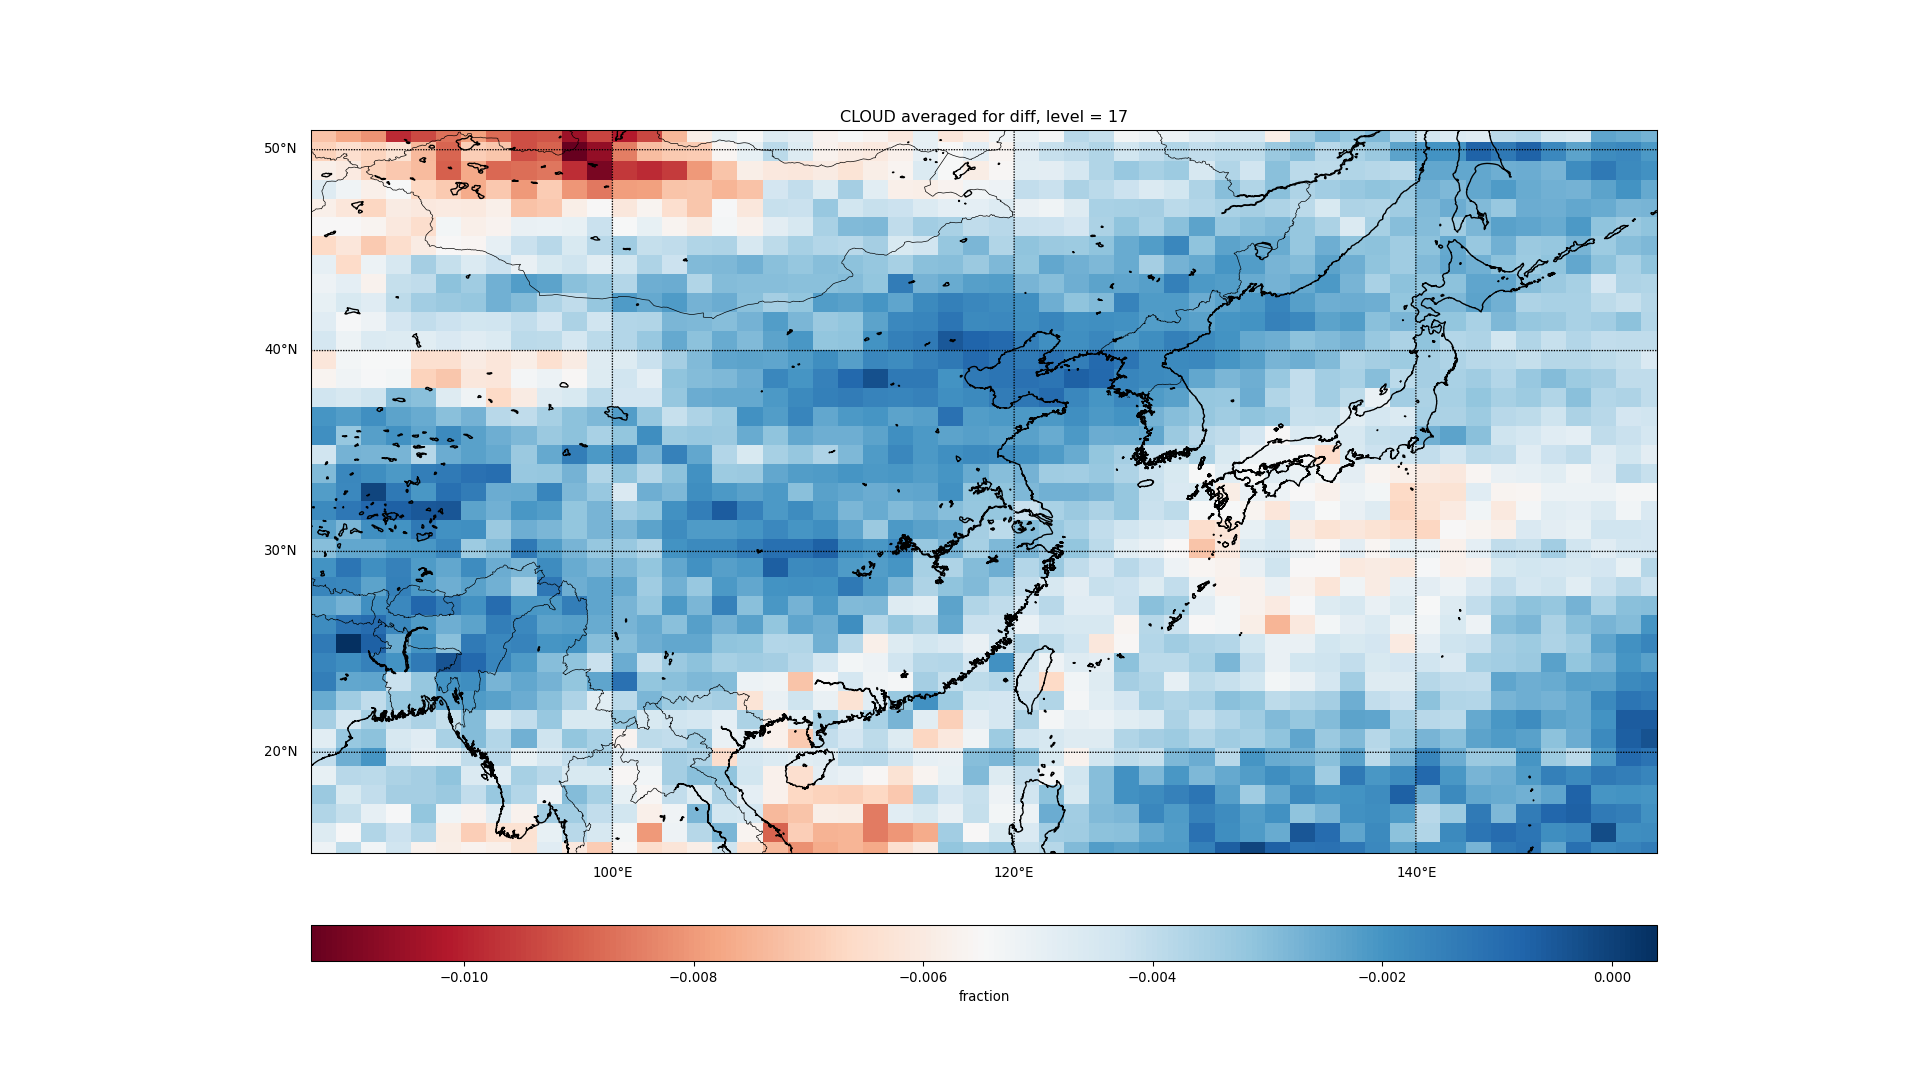 CLOUD averaged for diff, level = 17
50°N
40°N
30°N
20°N
100°E 120°E 140°E
−0.010 −0.008 −0.006 −0.004 −0.002 0.000
fraction